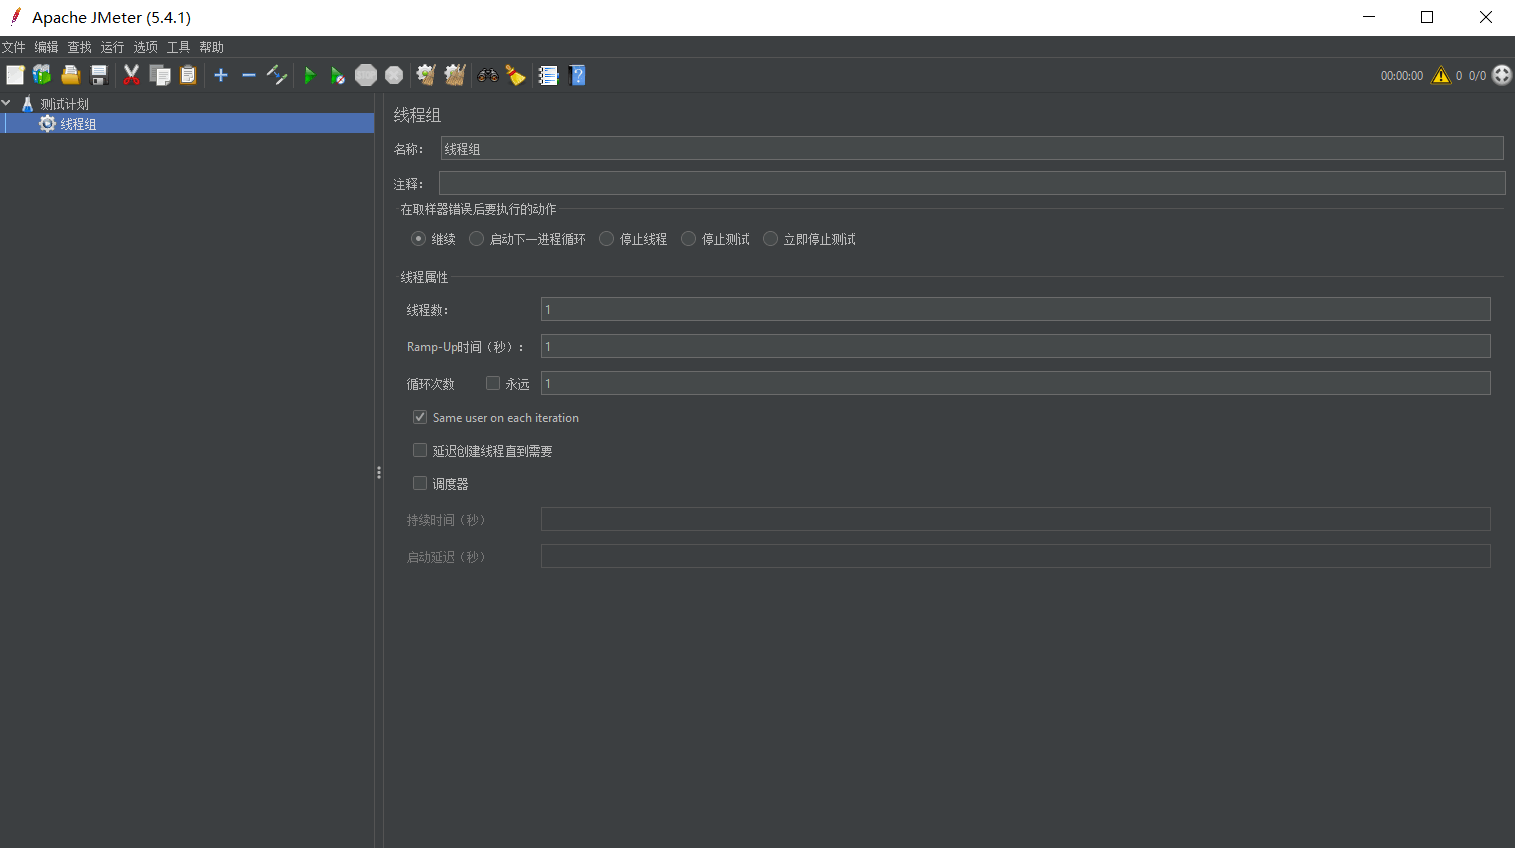 Apache JMeter (5.4.1)
文件 编辑 查找 运行 选项 工具 帮助
00:00:00 0 0/0
测试计划
线程组
线程组
名称： 线程组
注释：
在取样器错误后要执行的动作
继续 启动下一进程循环 停止线程 停止测试 立即停止测试
线程属性
线程数： 1
Ramp-Up时间（秒）： 1
循环次数 永远 1
Same user on each iteration
延迟创建线程直到需要
调度器
持续时间（秒）
启动延迟（秒）